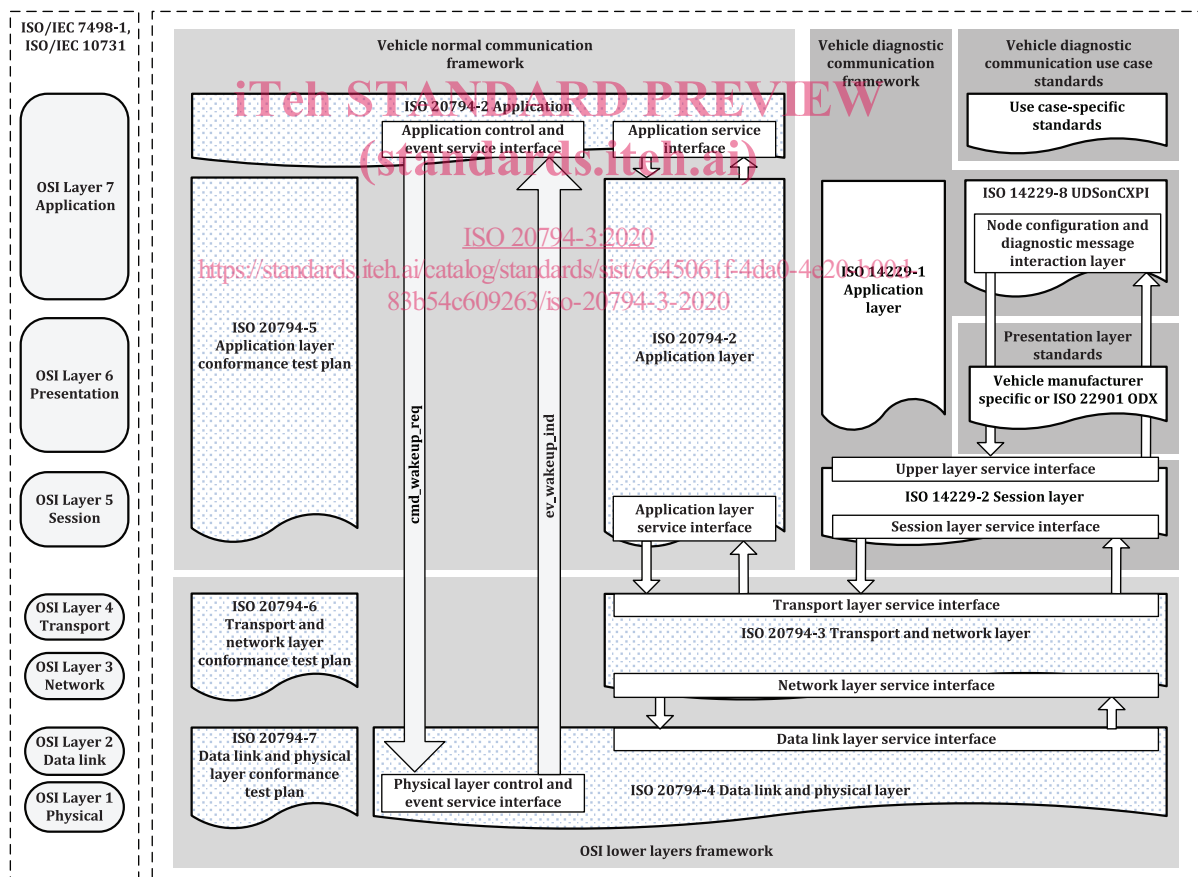 ISO/IEC 7498-1,
ISO/IEC 10731
OSI Layer 7
Application
OSI Layer 6
Presentation
OSI Layer 5
Session
OSI Layer 4
Transport
OSI Layer 3
Network
OSI Layer 2
Data link
OSI Layer 1
Physical
Vehicle normal communication
framework
Vehicle diagnostic
communication
framework
Vehicle diagnostic
communication use case
standards
iTeh STANDARD PREVIEW
(standards.iteh.ai)
ISO 20794-3:2020
https://standards.iteh.ai/catalog/standards/sist/c645061f-4da0-4e20-b00d-
83b54c609263/iso-20794-3-2020
ISO 20794-2 Application
Application control and
event service interface
Application service
interface
Use case-specific
standards
ISO 20794-5
Application layer
conformance test plan
cmd_wakeup_req
ev_wakeup_ind
ISO 20794-2
Application layer
Application layer
service interface
ISO 14229-1
Application
layer
ISO 14229-8 UDSonCXPI
Node configuration and
diagnostic message
interaction layer
Presentation layer
standards
Vehicle manufacturer
specific or ISO 22901 ODX
Upper layer service interface
ISO 14229-2 Session layer
Session layer service interface
ISO 20794-6
Transport and
network layer
conformance test plan
Transport layer service interface
ISO 20794-3 Transport and network layer
Network layer service interface
ISO 20794-7
Data link and physical
layer conformance
test plan
Data link layer service interface
Physical layer control and
event service interface
ISO 20794-4 Data link and physical layer
OSI lower layers framework